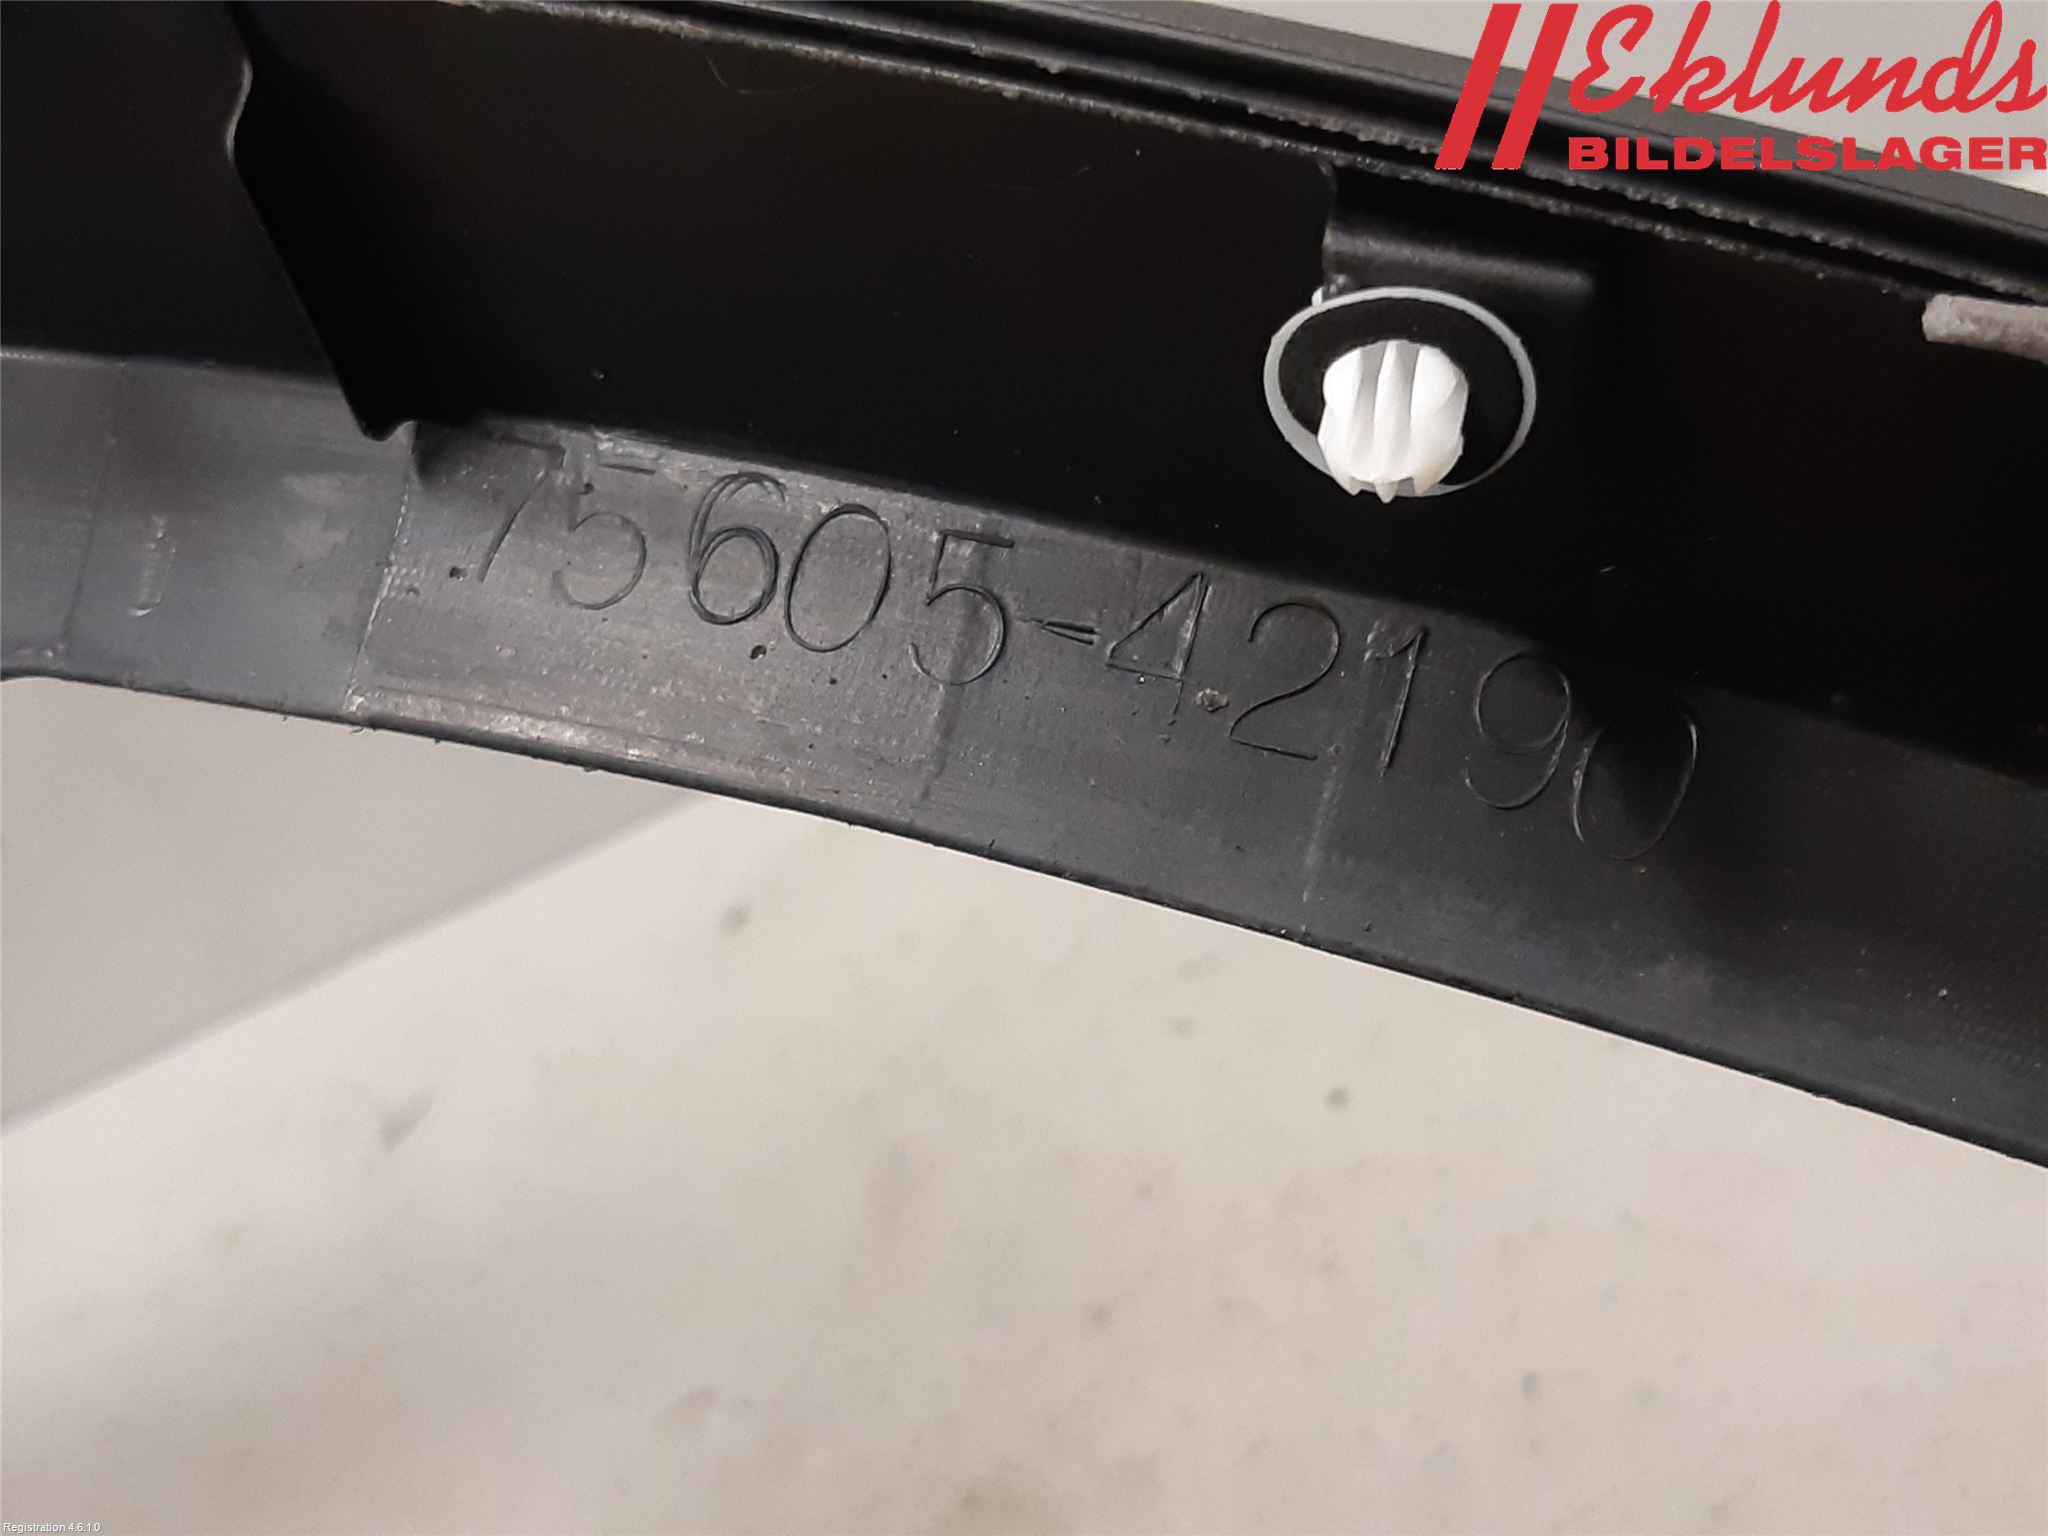 Eklunds
BILDELSLAGER
75605-42190
Registration 4.6.1.0